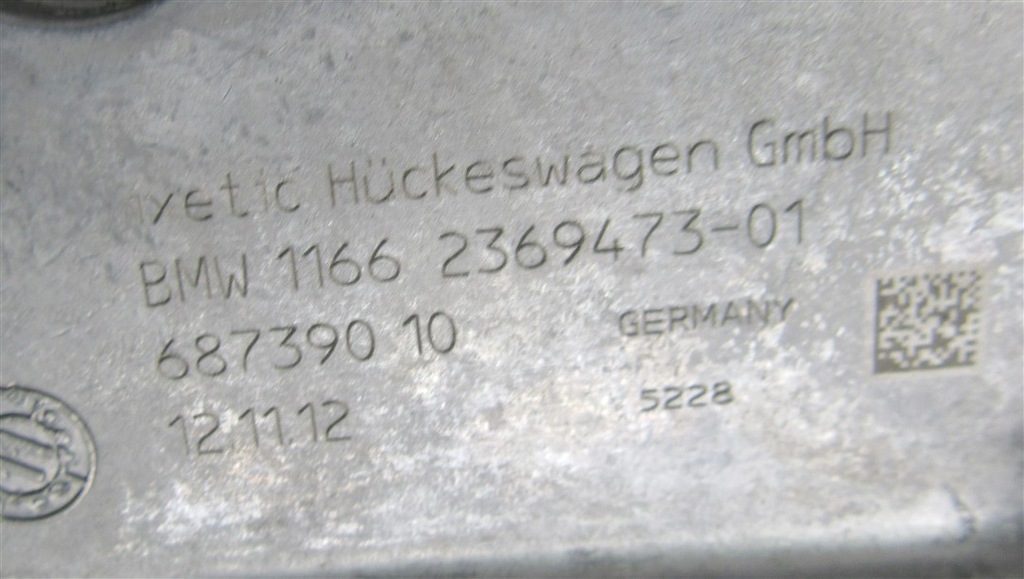 Hückeswagen GmbH
BMW 1166 2369473-01
687390 10
GERMANY
12.11.12
5228